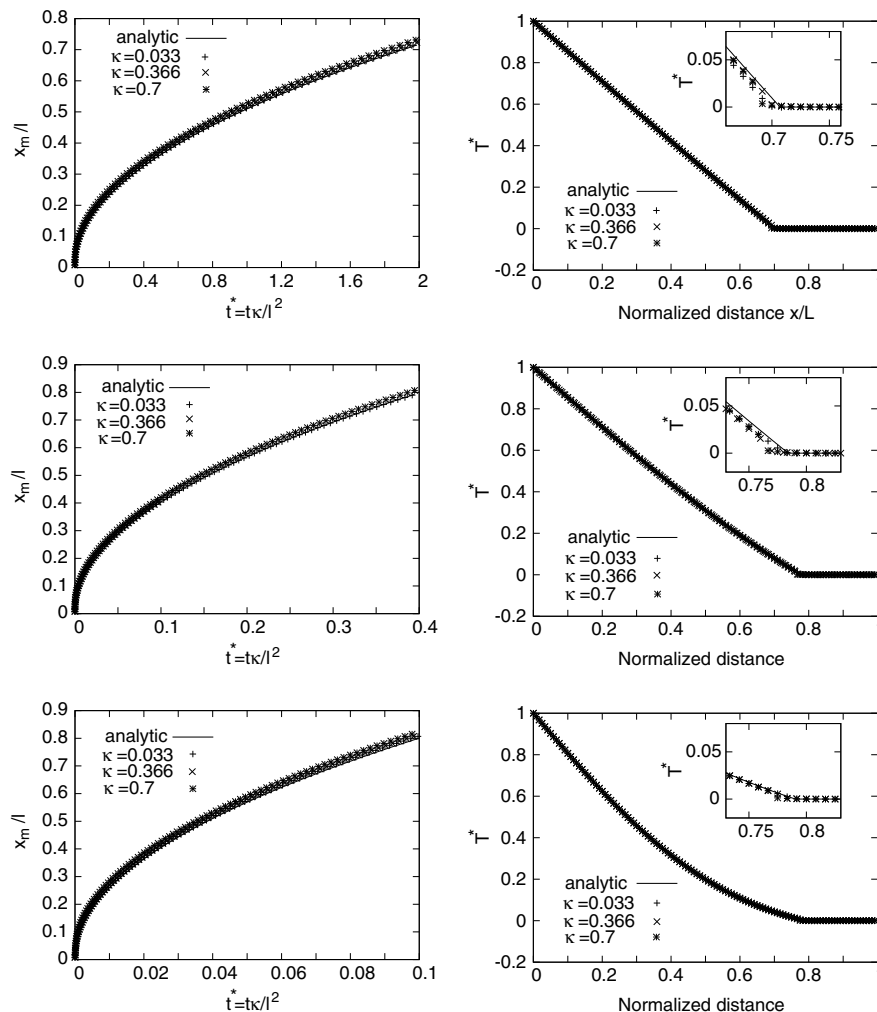 0.8
0.7
0.6
0.5
0.4
0.3
0.2
0.1
0
xm/l
analytic
κ=0.033
κ=0.366
κ=0.7
0 0.4 0.8 1.2 1.6 2
t*=tκ/l²
1
0.8
0.6
0.4
0.2
0
-0.2
T*
0.05
0
T*
0.7 0.75
analytic
κ=0.033
κ=0.366
κ=0.7
0 0.2 0.4 0.6 0.8
Normalized distance x/L
0.9
0.8
0.7
0.6
0.5
0.4
0.3
0.2
0.1
0
xm/l
analytic
κ=0.033
κ=0.366
κ=0.7
0 0.1 0.2 0.3 0.4
t*=tκ/l²
1
0.8
0.6
0.4
0.2
0
-0.2
T*
0.05
0
T*
0.75 0.8
analytic
κ=0.033
κ=0.366
κ=0.7
0 0.2 0.4 0.6 0.8
Normalized distance
0.9
0.8
0.7
0.6
0.5
0.4
0.3
0.2
0.1
0
xm/l
analytic
κ=0.033
κ=0.366
κ=0.7
0 0.02 0.04 0.06 0.08 0.1
t*=tκ/l²
1
0.8
0.6
0.4
0.2
0
-0.2
T*
0.05
0
T*
0.75 0.8
analytic
κ=0.033
κ=0.366
κ=0.7
0 0.2 0.4 0.6 0.8
Normalized distance